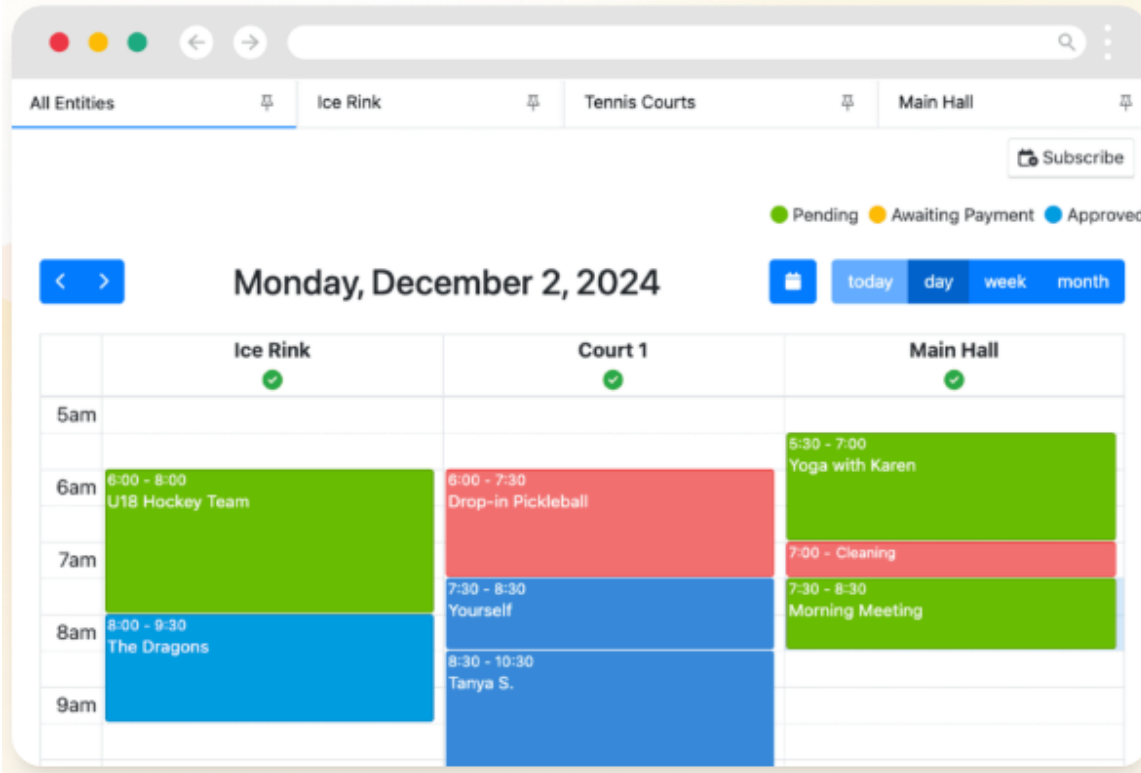 All Entities
Ice Rink
Tennis Courts
Main Hall
Subscribe
Pending Awaiting Payment Approved
Monday, December 2, 2024
today day week month
Ice Rink
Court 1
Main Hall
5am
5:30 - 7:00
Yoga with Karen
6am
6:00 - 8:00
U18 Hockey Team
6:00 - 7:30
Drop-in Pickleball
7am
7:00 - Cleaning
7:30 - 8:30
Yourself
7:30 - 8:30
Morning Meeting
8am
8:00 - 9:30
The Dragons
8:30 - 10:30
Tanya S.
9am